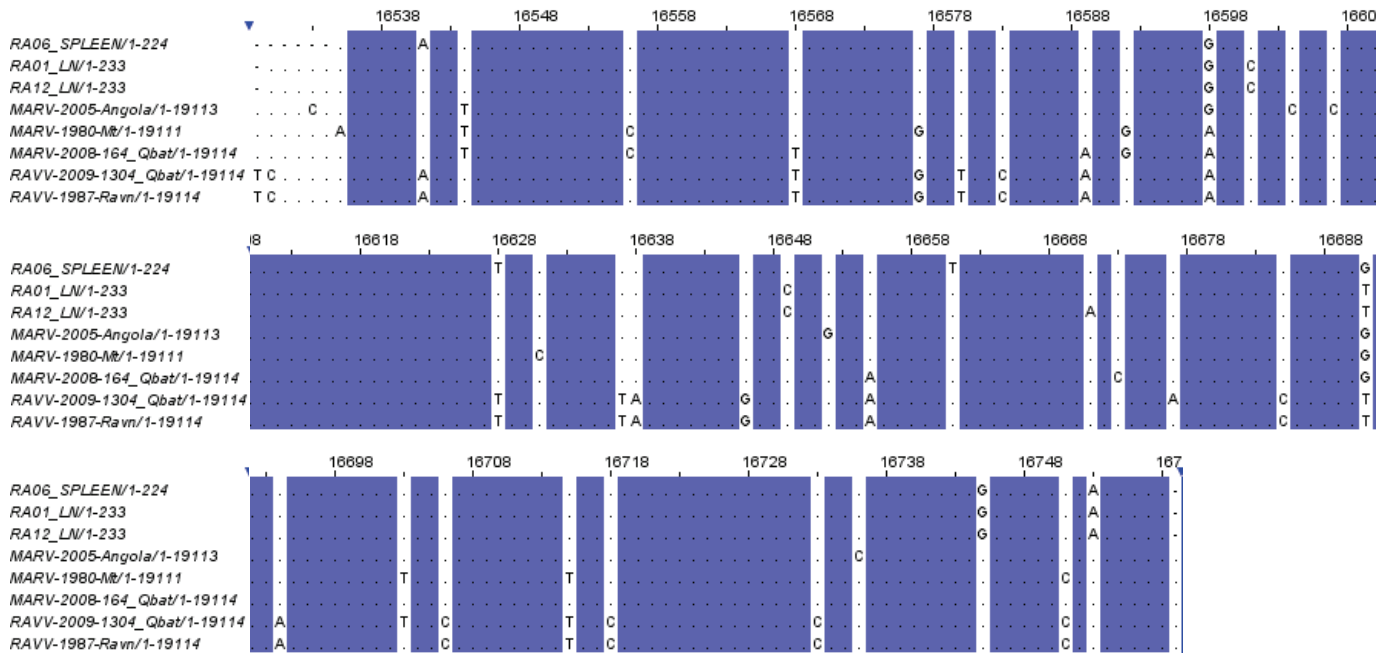 16538 16548 16558 16568 16578 16588 16598 1660
RA06_SPLEEN/1-224 - - - - - - A G
RA01_LN/1-233 - G C
RA12_LN/1-233 - G C
MARV-2005-Angola/1-19113 C T G C C
MARV-1980-Mt/1-19111 A T C G G A
MARV-2008-164_Qbat/1-19114 T C T A G A
RAVV-2009-1304_Qbat/1-19114 T C A T G T C A A
RAVV-1987-Ravn/1-19114 T C A T G T C A A
8 16618 16628 16638 16648 16658 16668 16678 16688
RA06_SPLEEN/1-224 T T G
RA01_LN/1-233 C T
RA12_LN/1-233 C A T
MARV-2005-Angola/1-19113 G G
MARV-1980-Mt/1-19111 C G
MARV-2008-164_Qbat/1-19114 A C G
RAVV-2009-1304_Qbat/1-19114 T T A G A A C T
RAVV-1987-Ravn/1-19114 T T A G A C T
16698 16708 16718 16728 16738 16748 167
RA06_SPLEEN/1-224 G A -
RA01_LN/1-233 G A -
RA12_LN/1-233 G A -
MARV-2005-Angola/1-19113 C
MARV-1980-Mt/1-19111 T T C
MARV-2008-164_Qbat/1-19114
RAVV-2009-1304_Qbat/1-19114 A T C T C C C
RAVV-1987-Ravn/1-19114 A C T C C C